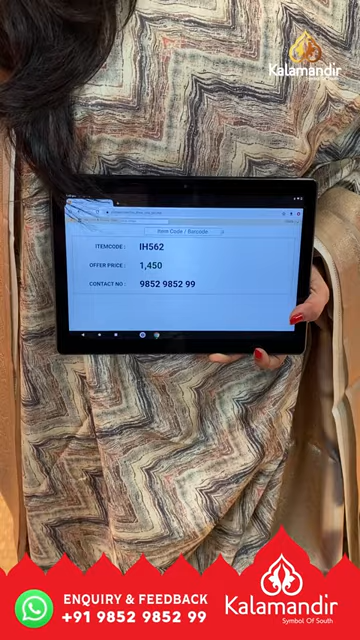 Kalamandir
Item Code / Barcode
ITEMCODE : IH562
OFFER PRICE : 1,450
CONTACT NO : 9852 9852 99
ENQUIRY & FEEDBACK
+91 9852 9852 99
Kalamandir
Symbol Of South